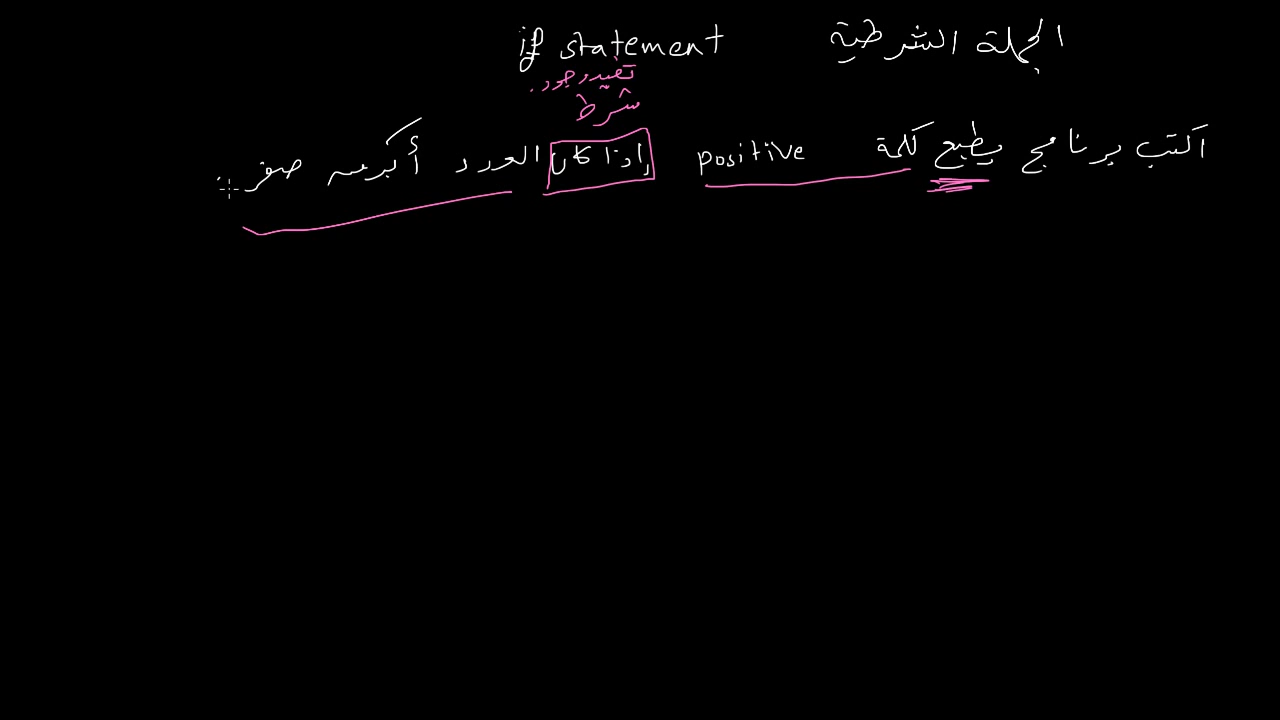 الجملة الشرطية if statement
تفيد وجود
شرط
اكتب برنامج يطبع كلمة positive إذا كان العدد أكبر من صفر